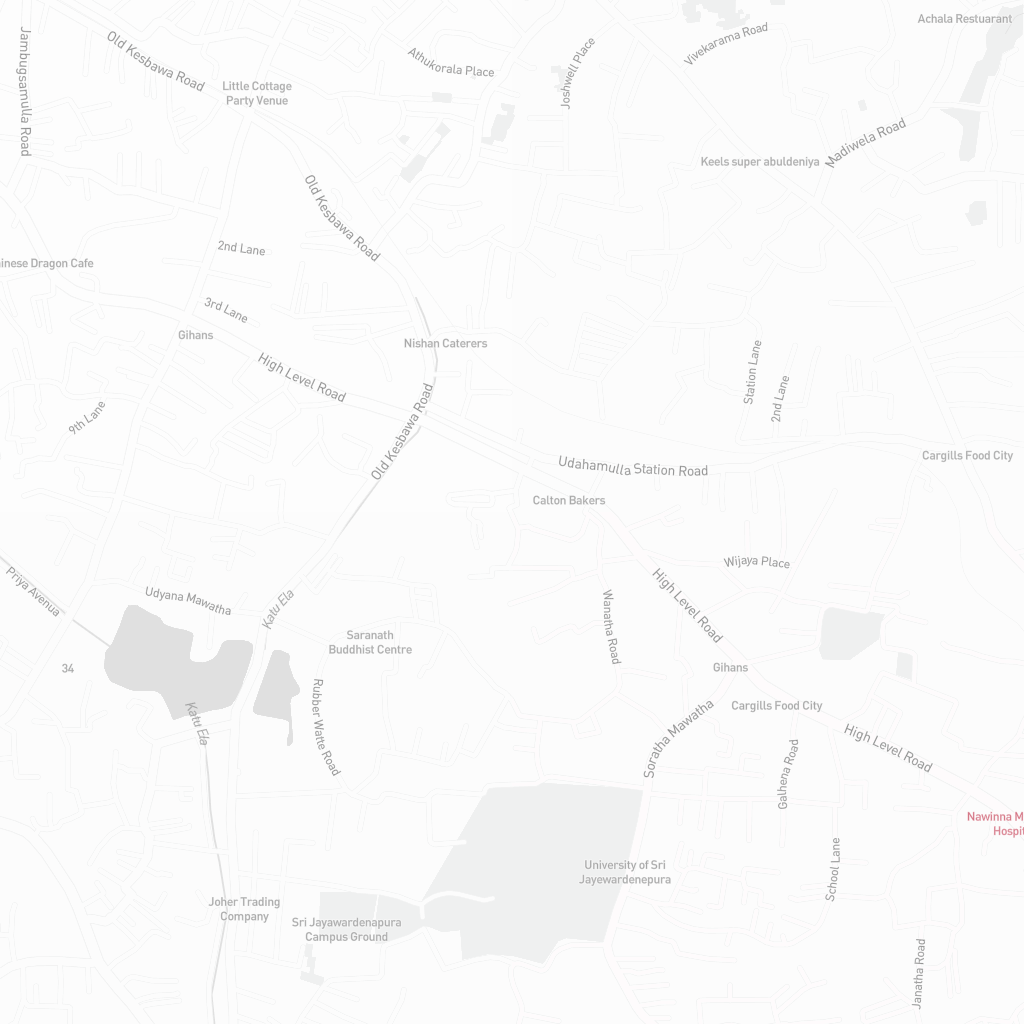 Achala Restuarant
Jambugsamulla Road
Old Kesbawa Road
Vivekarama Road
Athukorala Place
Joshwell Place
Little Cottage
Party Venue
Madiwela Road
Keels super abuldeniya
Old Kesbawa Road
2nd Lane
inese Dragon Cafe
3rd Lane
Gihans
Nishan Caterers
High Level Road
Station Lane
2nd Lane
9th Lane
Old Kesbawa Road
Udahamulla Station Road
Cargills Food City
Calton Bakers
Wijaya Place
Priya Avenua
Udyana Mawatha
Katu Ela
High Level Road
Wanatha Road
Saranath
Buddhist Centre
34
Gihans
Rubber Watte Road
Katu Ela
Cargills Food City
Soratha Mawatha
High Level Road
Galhena Road
Nawinna M
Hospit
School Lane
University of Sri
Jayewardenepura
Joher Trading
Company
Sri Jayawardenapura
Campus Ground
Janatha Road